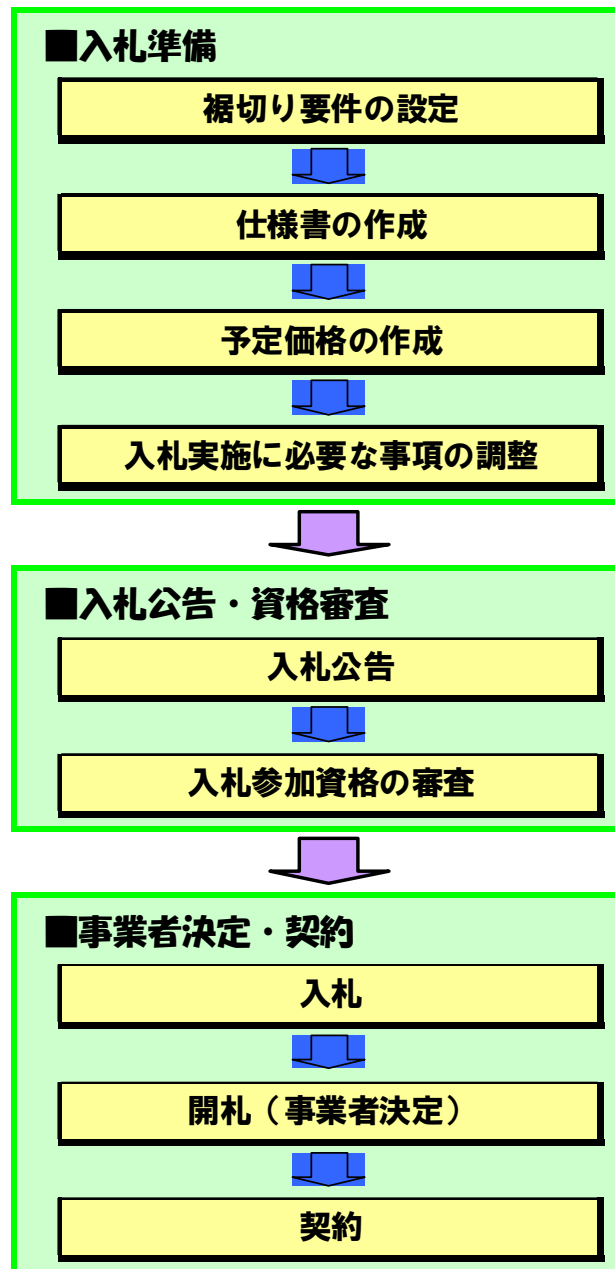 ■入札準備
裾切り要件の設定
仕様書の作成
予定価格の作成
入札実施に必要な事項の調整
■入札公告・資格審査
入札公告
入札参加資格の審査
■事業者決定・契約
入札
開札（事業者決定）
契約